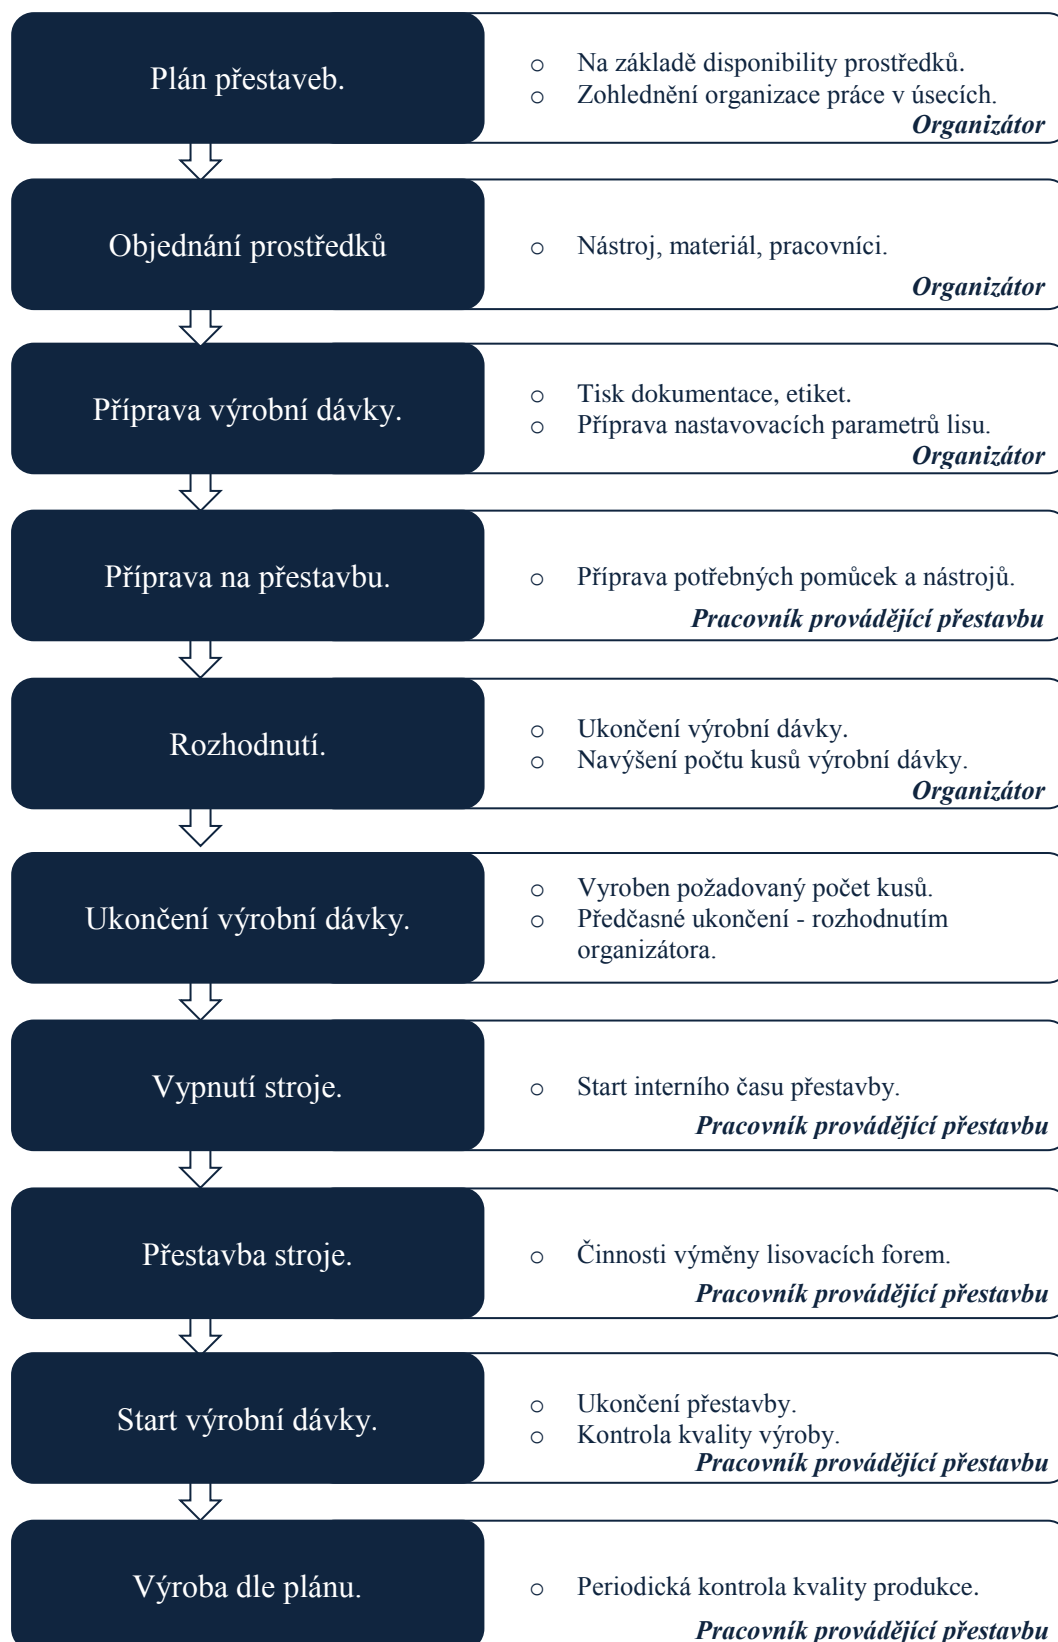 Plán přestaveb.
o Na základě disponibility prostředků.
o Zohlednění organizace práce v úsecích.
Organizátor
Objednání prostředků
o Nástroj, materiál, pracovníci.
Organizátor
Příprava výrobní dávky.
o Tisk dokumentace, etiket.
o Příprava nastavovacích parametrů lisu.
Organizátor
Příprava na přestavbu.
o Příprava potřebných pomůcek a nástrojů.
Pracovník provádějící přestavbu
Rozhodnutí.
o Ukončení výrobní dávky.
o Navýšení počtu kusů výrobní dávky.
Organizátor
Ukončení výrobní dávky.
o Vyroben požadovaný počet kusů.
o Předčasné ukončení - rozhodnutím
organizátora.
Vypnutí stroje.
o Start interního času přestavby.
Pracovník provádějící přestavbu
Přestavba stroje.
o Činnosti výměny lisovacích forem.
Pracovník provádějící přestavbu
Start výrobní dávky.
o Ukončení přestavby.
o Kontrola kvality výroby.
Pracovník provádějící přestavbu
Výroba dle plánu.
o Periodická kontrola kvality produkce.
Pracovník provádějící přestavbu